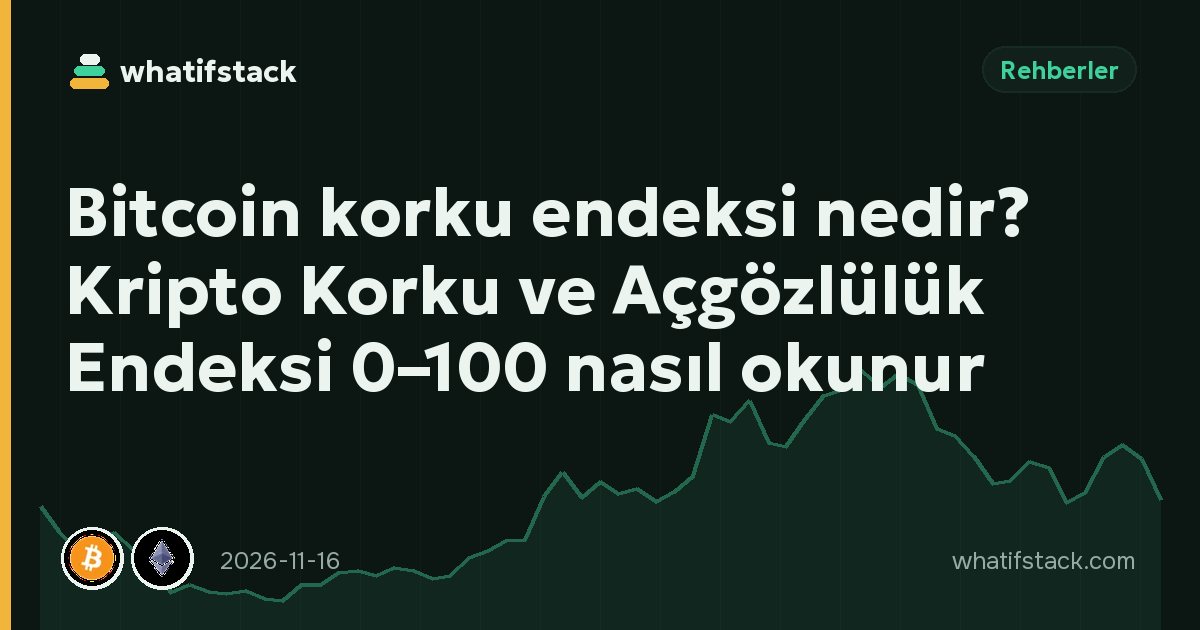 whatifstack
Rehberler
Bitcoin korku endeksi nedir?
Kripto Korku ve Açgözlülük
Endeksi 0–100 nasıl okunur
2026-11-16
whatifstack.com